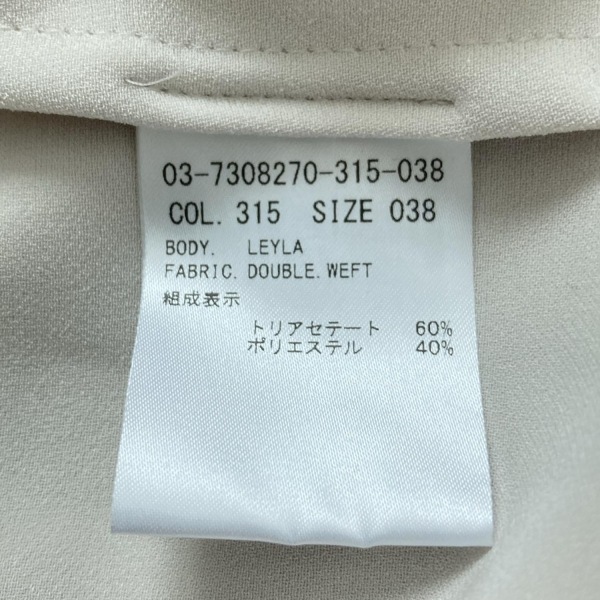 03-7308270-315-038
COL. 315 SIZE 038
BODY. LEYLA
FABRIC. DOUBLE. WEFT
組成表示
トリアセテート 60%
ポリエステル 40%